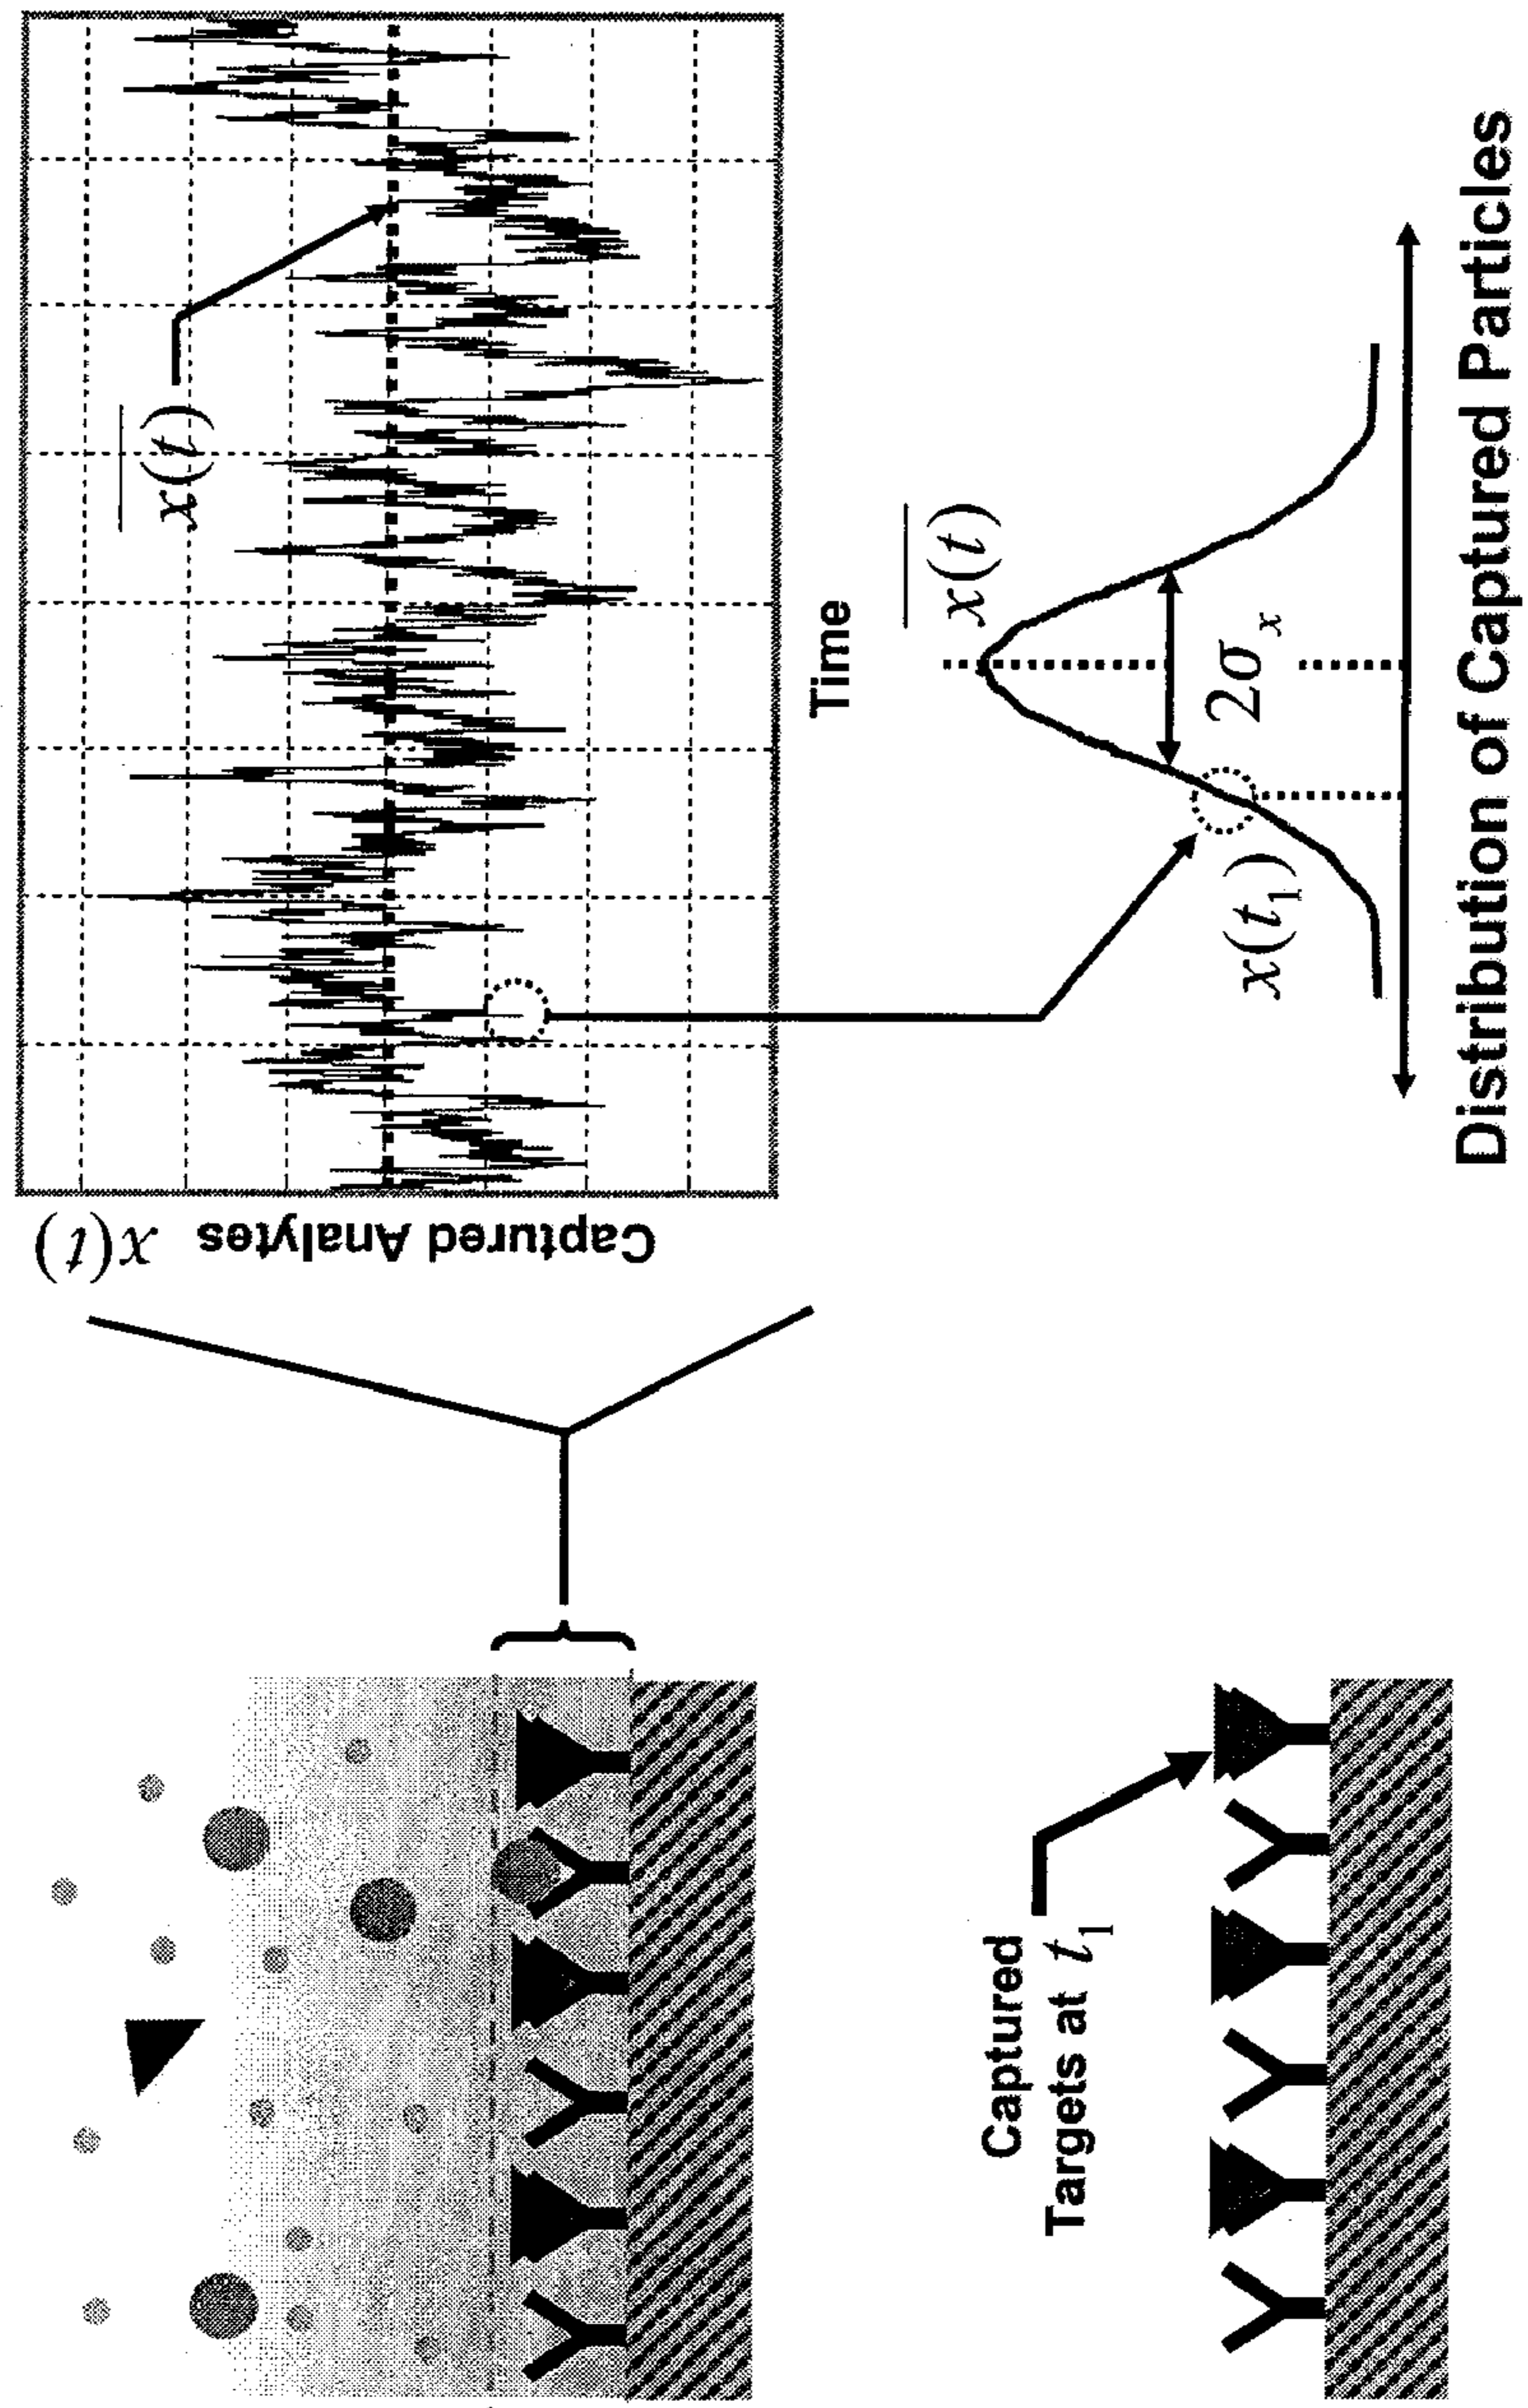 x(t)
Captured Analytes
x(t)
Time
x(t)
2σx
x(t1)
Distribution of Captured Particles
Captured
Targets at t1